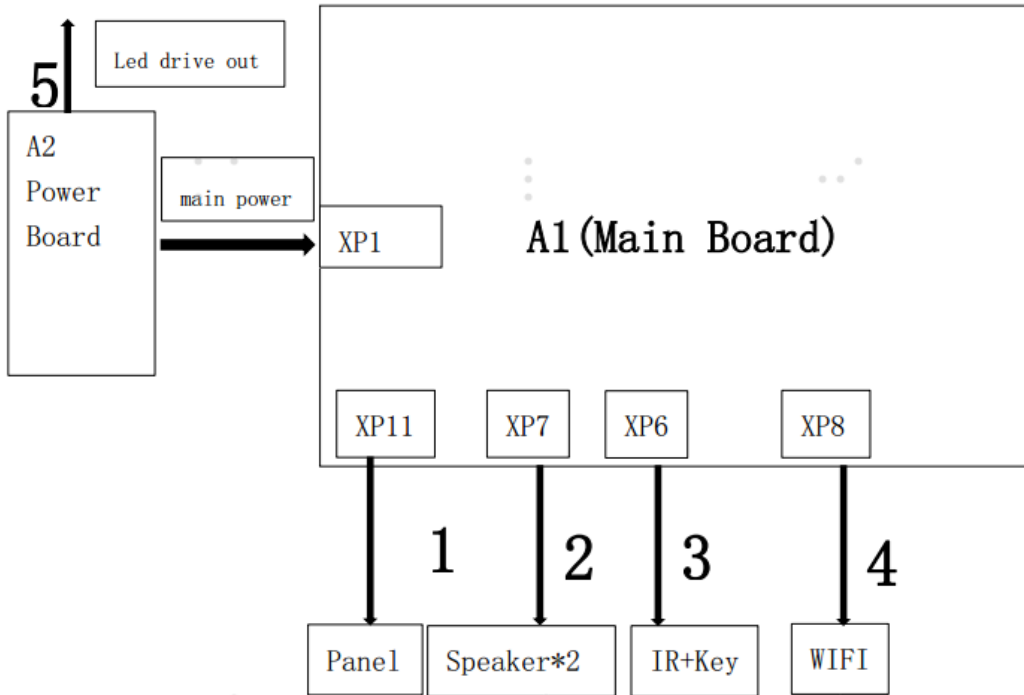 Led drive out
5
A2
Power
Board
main power
XP1
A1(Main Board)
XP11
XP7
XP6
XP8
1
2
3
4
Panel
Speaker*2
IR+Key
WIFI